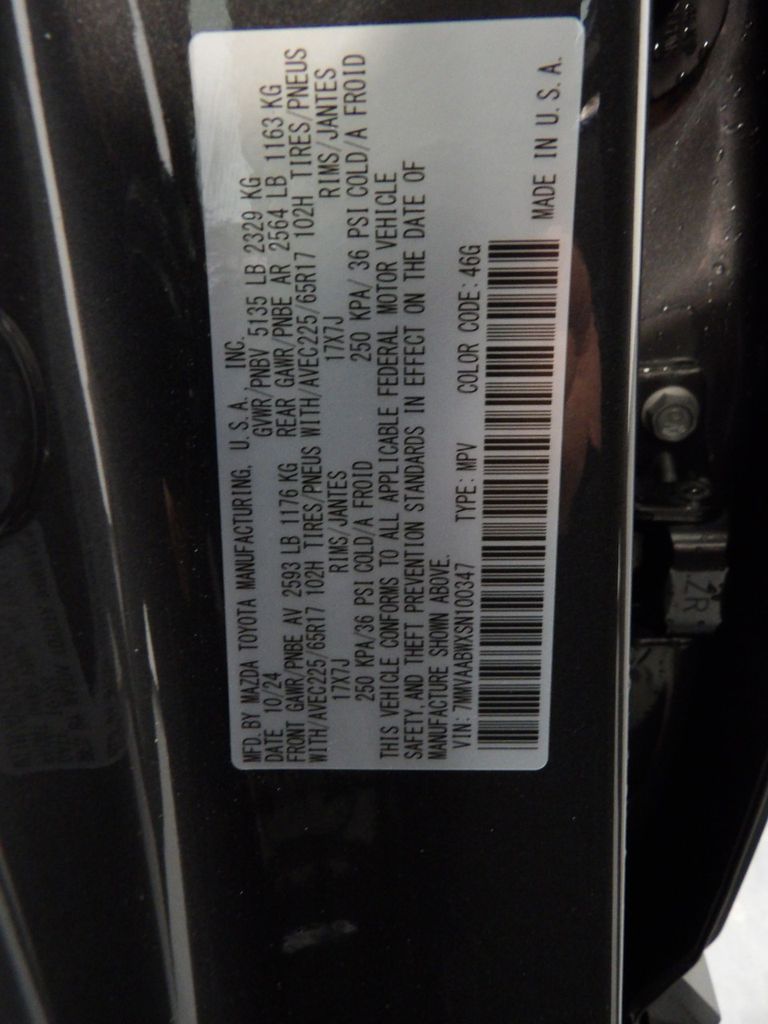 MFD. BY MAZDA TOYOTA MANUFACTURING, U.S.A., INC.
DATE 10/24 GVWR/PNBV 5135 LB 2329 KG
FRONT GAWR/PNBE AV 2593 LB 1176 KG REAR GAWR/PNBE AR 2564 LB 1163 KG
WITH/AVEC225/65R17 102H TIRES/PNEUS WITH/AVEC225/65R17 102H TIRES/PNEUS
17X7J RIMS/JANTES 17X7J RIMS/JANTES
250 KPA/36 PSI COLD/A FROID 250 KPA/ 36 PSI COLD/A FROID
THIS VEHICLE CONFORMS TO ALL APPLICABLE FEDERAL MOTOR VEHICLE
SAFETY, AND THEFT PREVENTION STANDARDS IN EFFECT ON THE DATE OF
MANUFACTURE SHOWN ABOVE.
VIN: 7MMVAABWXSN100347 TYPE: MPV COLOR CODE: 46G
MADE IN U.S.A.
2R